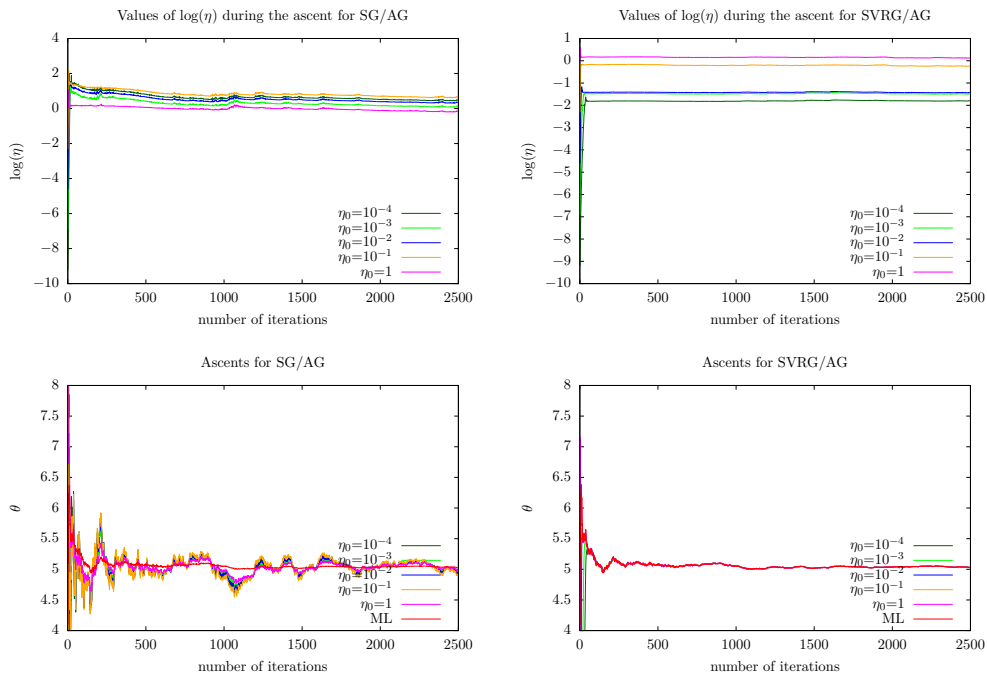 Values of log(η) during the ascent for SG/AG
4
2
0
−2
−4
−6
−8
−10
log(η)
0 500 1000 1500 2000 2500
number of iterations
η₀=10⁻⁴
η₀=10⁻³
η₀=10⁻²
η₀=10⁻¹
η₀=1
Values of log(η) during the ascent for SVRG/AG
1
0
−1
−2
−3
−4
−5
−6
−7
−8
−9
−10
log(η)
0 500 1000 1500 2000 2500
number of iterations
η₀=10⁻⁴
η₀=10⁻³
η₀=10⁻²
η₀=10⁻¹
η₀=1
Ascents for SG/AG
8
7.5
7
6.5
6
5.5
5
4.5
4
θ
0 500 1000 1500 2000 2500
number of iterations
η₀=10⁻⁴
η₀=10⁻³
η₀=10⁻²
η₀=10⁻¹
η₀=1
ML
Ascents for SVRG/AG
8
7.5
7
6.5
6
5.5
5
4.5
4
θ
0 500 1000 1500 2000 2500
number of iterations
η₀=10⁻⁴
η₀=10⁻³
η₀=10⁻²
η₀=10⁻¹
η₀=1
ML